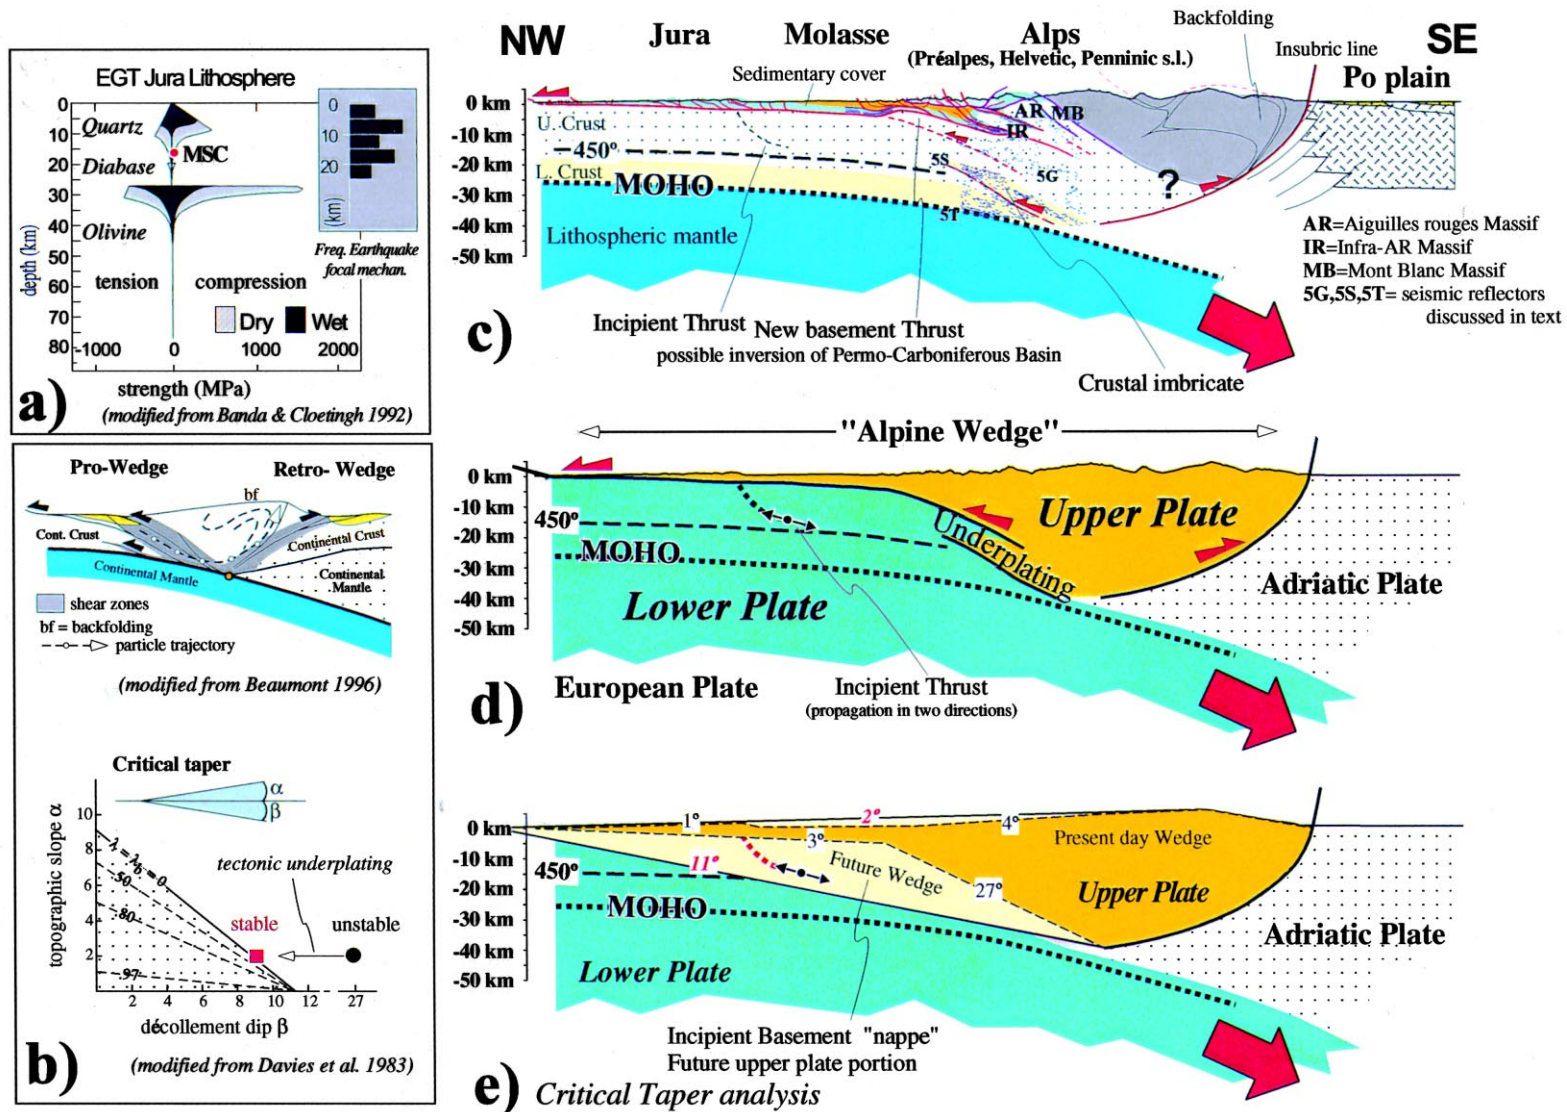 EGT Jura Lithosphere
0
10
20
30
40
50
60
70
80
depth (km)
Quartz
MSC
Diabase
Olivine
tension
compression
Dry
Wet
-1000
0
1000
2000
strength (MPa)
0
10
20
30
(km)
Freq. Earthquake
focal mechan.
a)
(modified from Banda & Cloetingh 1992)
Pro-Wedge
Retro- Wedge
bf
Cont. Crust
Continental Crust
Continental Mantle
Continental
Mantle
shear zones
bf = backfolding
particle trajectory
(modified from Beaumont 1996)
Critical taper
α
β
topographic slope α
10
8
6
4
2
λ = λb = 0
.50
.80
.97
tectonic underplating
stable
unstable
2
4
6
8
10
12
27
décollement dip β
b)
(modified from Davies et al. 1983)
NW
Jura
Molasse
Alps
(Préalpes, Helvetic, Penninic s.l.)
Backfolding
Insubric line
SE
Po plain
Sedimentary cover
0 km
-10 km
-20 km
-30 km
-40 km
-50 km
U. Crust
450°
L. Crust
MOHO
Lithospheric mantle
AR
MB
IR
5S
5G
5T
?
AR=Aiguilles rouges Massif
IR=Infra-AR Massif
MB=Mont Blanc Massif
5G,5S,5T= seismic reflectors
discussed in text
c)
Incipient Thrust
New basement Thrust
possible inversion of Permo-Carboniferous Basin
Crustal imbricate
"Alpine Wedge"
0 km
-10 km
-20 km
-30 km
-40 km
-50 km
450°
MOHO
Upper Plate
Underplating
Lower Plate
Adriatic Plate
European Plate
Incipient Thrust
(propagation in two directions)
d)
0 km
-10 km
-20 km
-30 km
-40 km
-50 km
1°
2°
4°
3°
11°
27°
Present day Wedge
Future Wedge
450°
MOHO
Upper Plate
Adriatic Plate
Lower Plate
Incipient Basement "nappe"
Future upper plate portion
e)
Critical Taper analysis